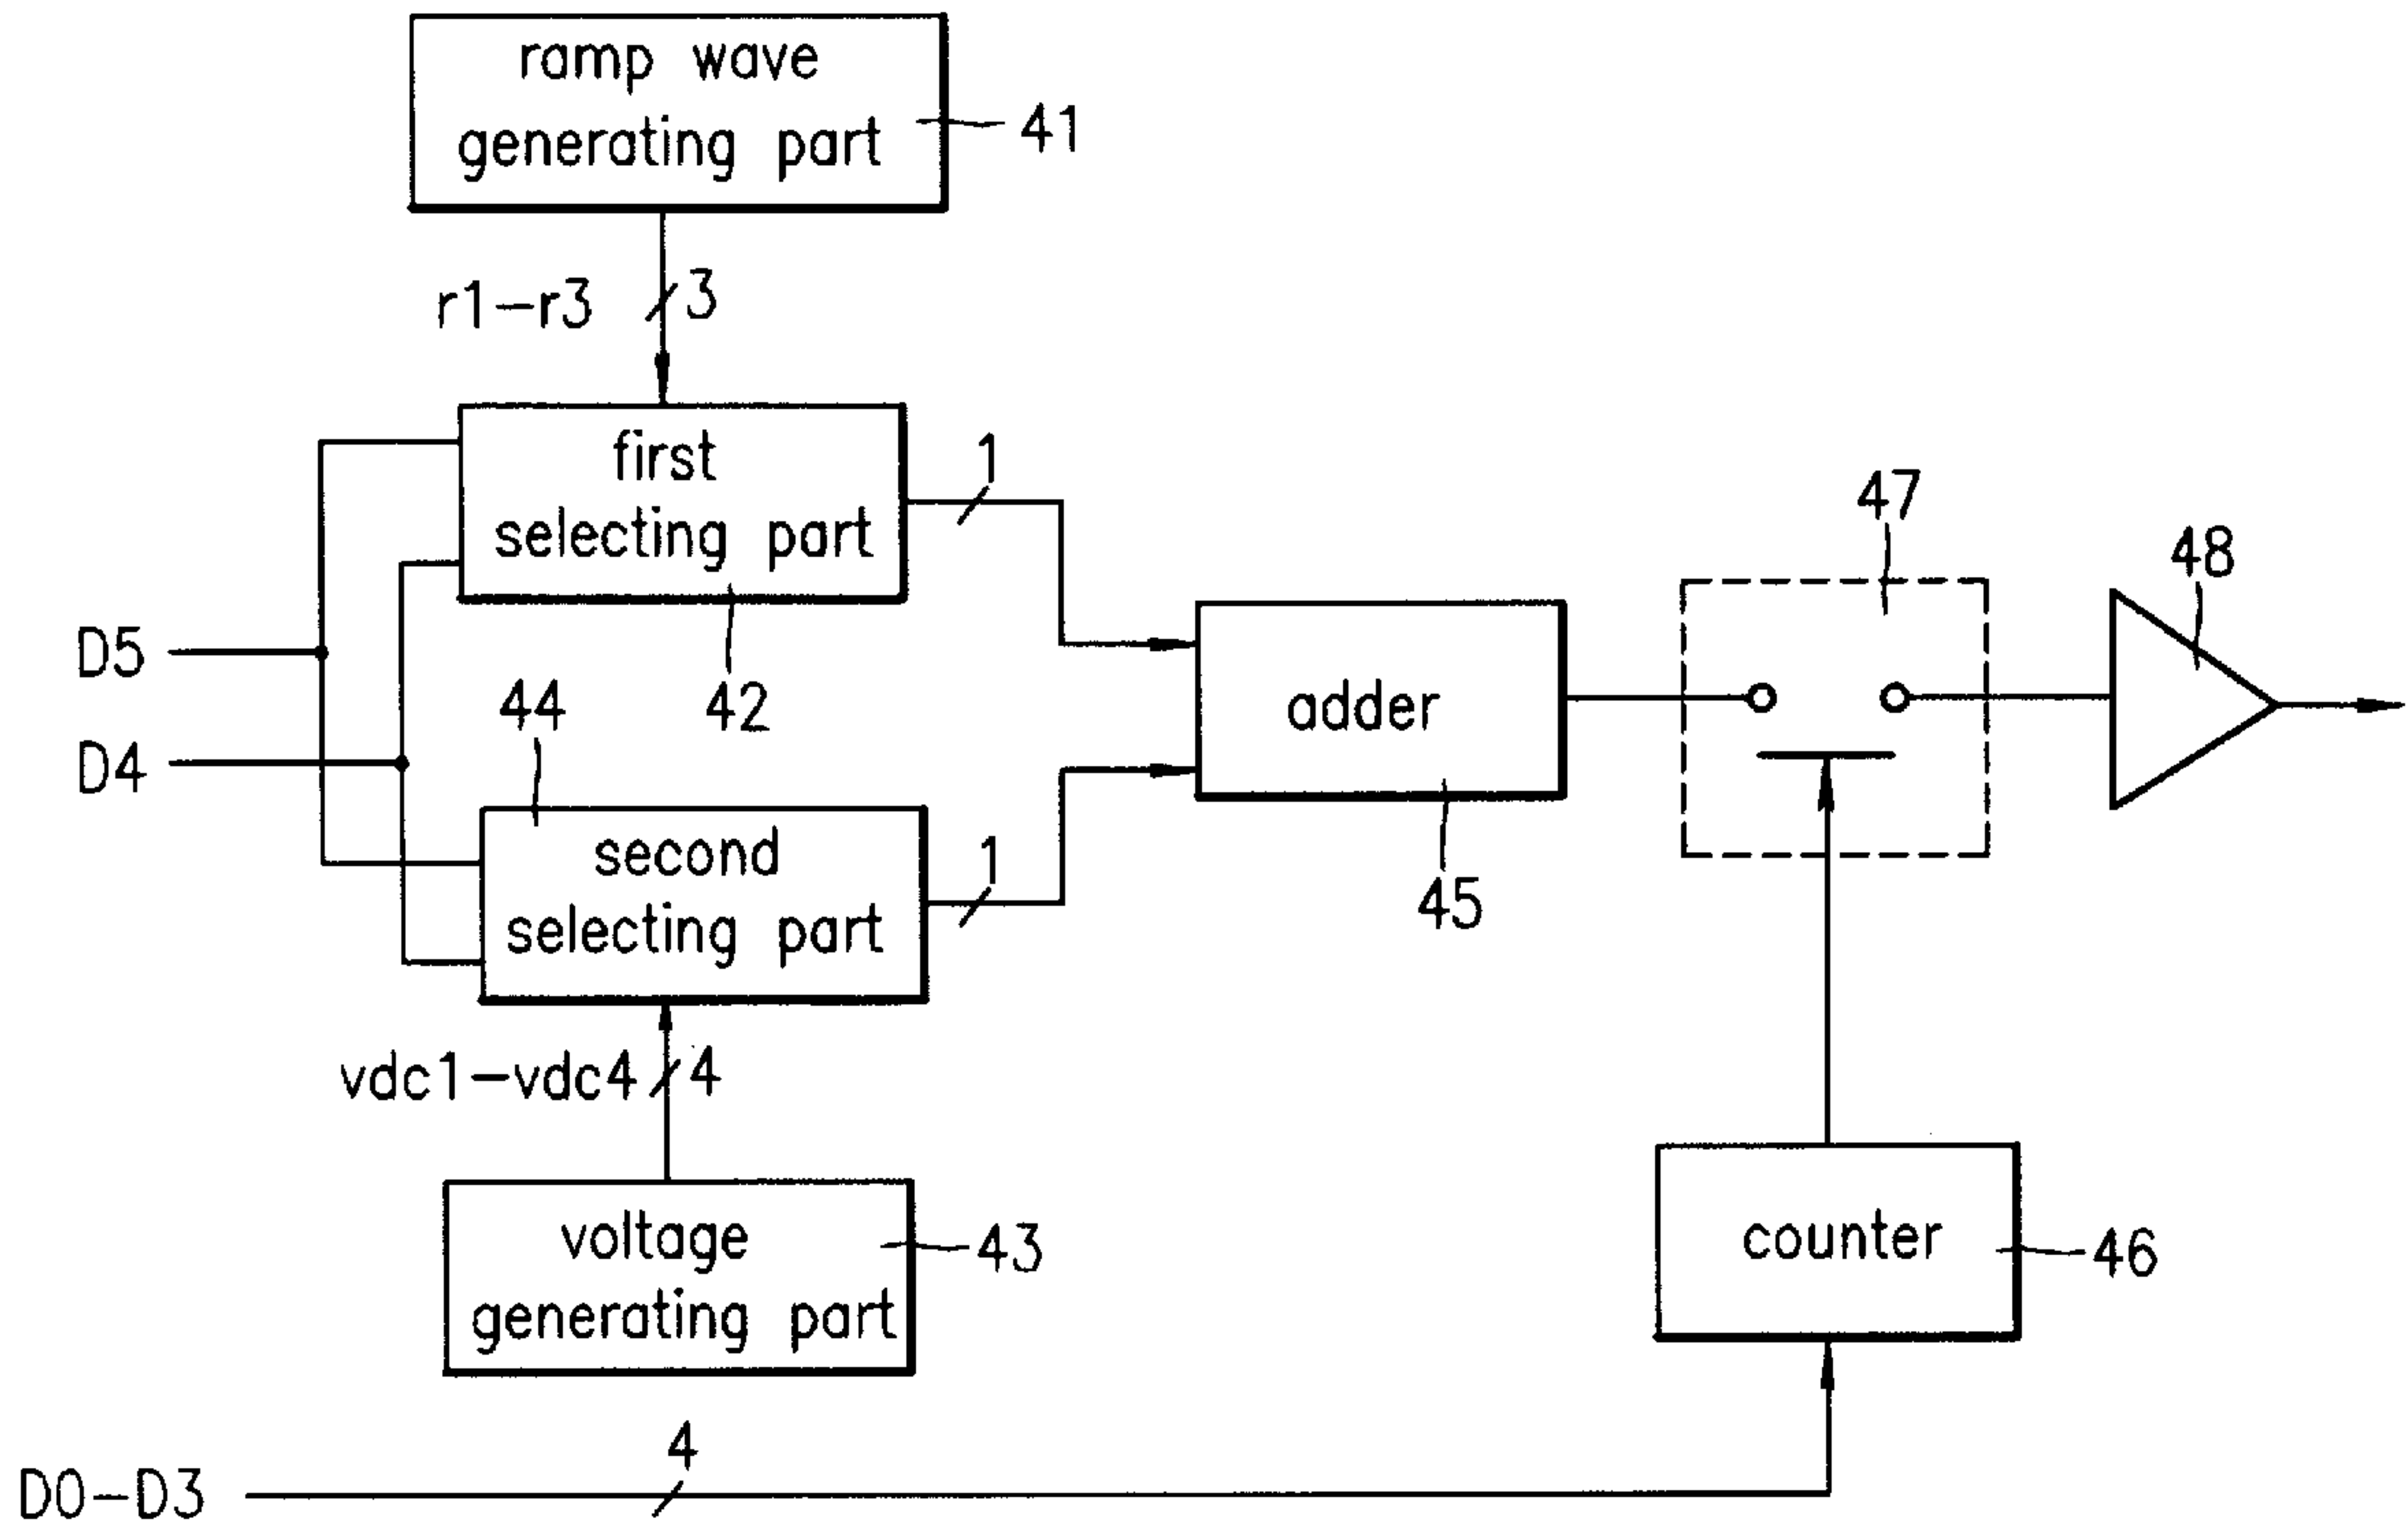 ramp wave
generating part
41
r1-r3
3
first
selecting part
1
42
D5
D4
44
second
selecting part
1
adder
45
47
48
vdc1-vdc4
4
voltage
generating part
43
counter
46
D0-D3
4